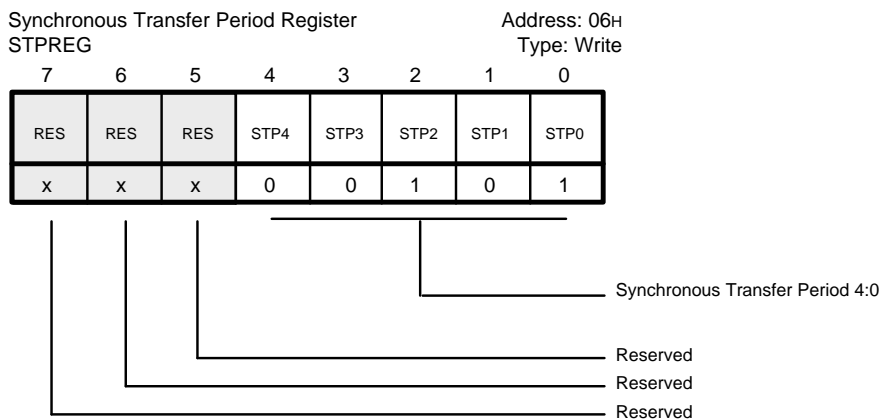 Synchronous Transfer Period Register Address: 06H
STPREG Type: Write
7 6 5 4 3 2 1 0
RES RES RES STP4 STP3 STP2 STP1 STP0
x x x 0 0 1 0 1
Synchronous Transfer Period 4:0
Reserved
Reserved
Reserved